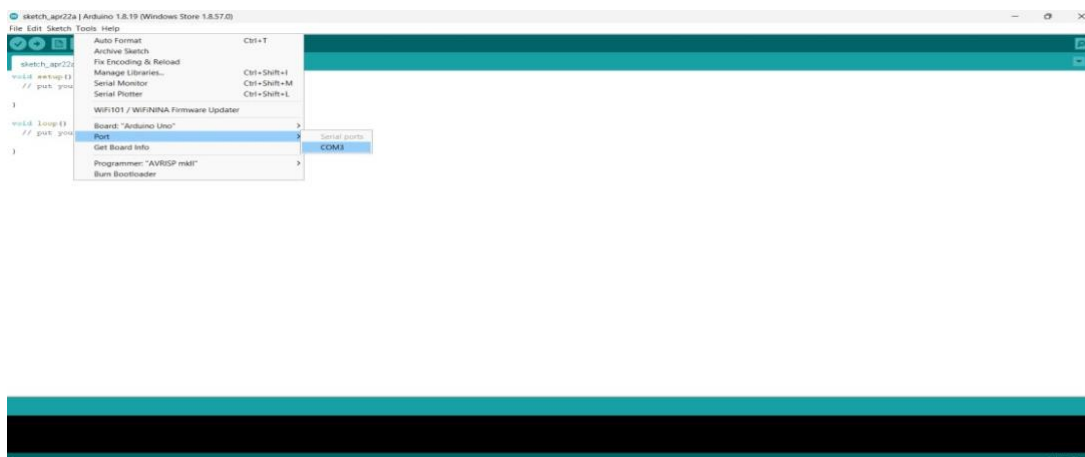 sketch_apr22a | Arduino 1.8.19 (Windows Store 1.8.57.0)
File Edit Sketch Tools Help
sketch_apr22a
void setup()
// put you
}
void loop()
// put you
}
Auto Format Ctrl+T
Archive Sketch
Fix Encoding & Reload
Manage Libraries... Ctrl+Shift+I
Serial Monitor Ctrl+Shift+M
Serial Plotter Ctrl+Shift+L
WiFi101 / WiFiNINA Firmware Updater
Board: "Arduino Uno"
Port
Get Board Info
Programmer: "AVRISP mkII"
Burn Bootloader
Serial ports
COM3